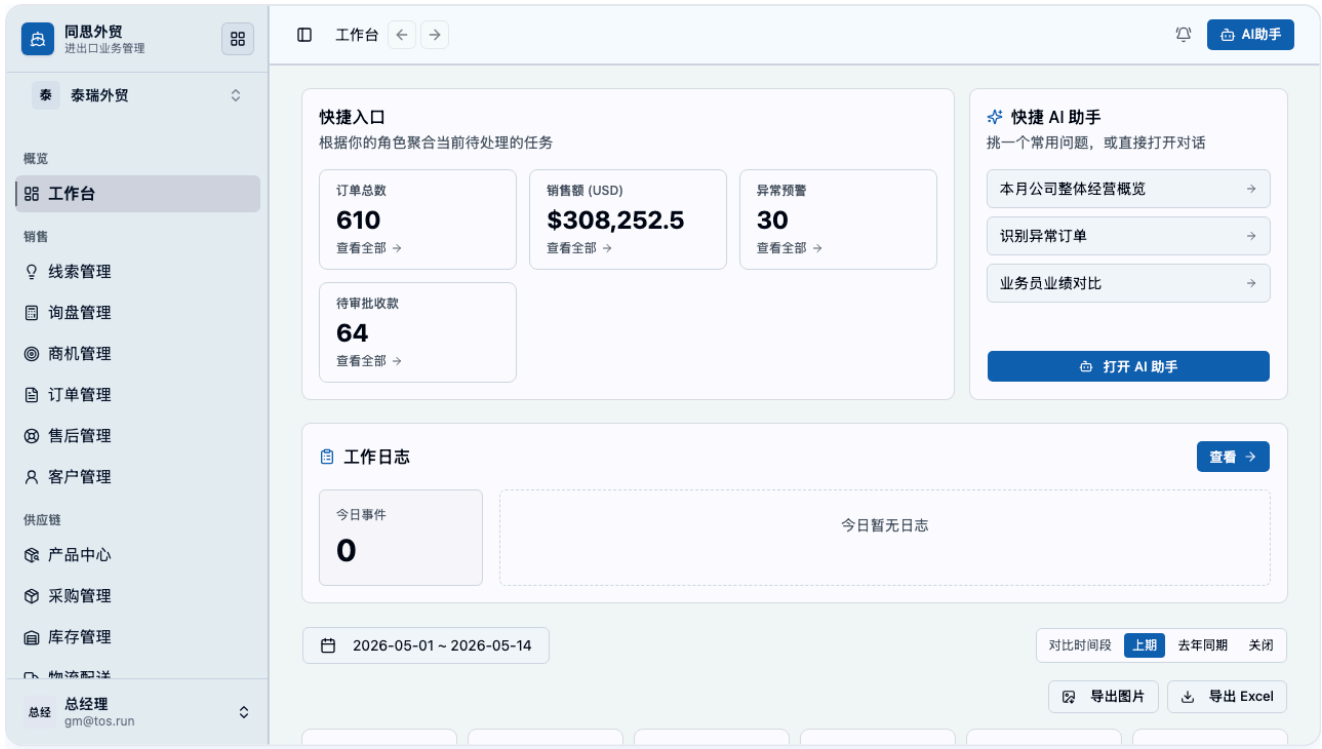 同思外贸
进出口业务管理
泰 泰瑞外贸
概览
工作台
销售
线索管理
询盘管理
商机管理
订单管理
售后管理
客户管理
供应链
产品中心
采购管理
库存管理
物流配送
总经 总经理
gm@tos.run
工作台
AI助手
快捷入口
根据你的角色聚合当前待处理的任务
订单总数
610
查看全部
销售额 (USD)
$308,252.5
查看全部
异常预警
30
查看全部
待审批收款
64
查看全部
快捷 AI 助手
挑一个常用问题，或直接打开对话
本月公司整体经营概览
识别异常订单
业务员业绩对比
打开 AI 助手
工作日志
查看
今日事件
0
今日暂无日志
2026-05-01 ~ 2026-05-14
对比时间段 上期 去年同期 关闭
导出图片 导出 Excel